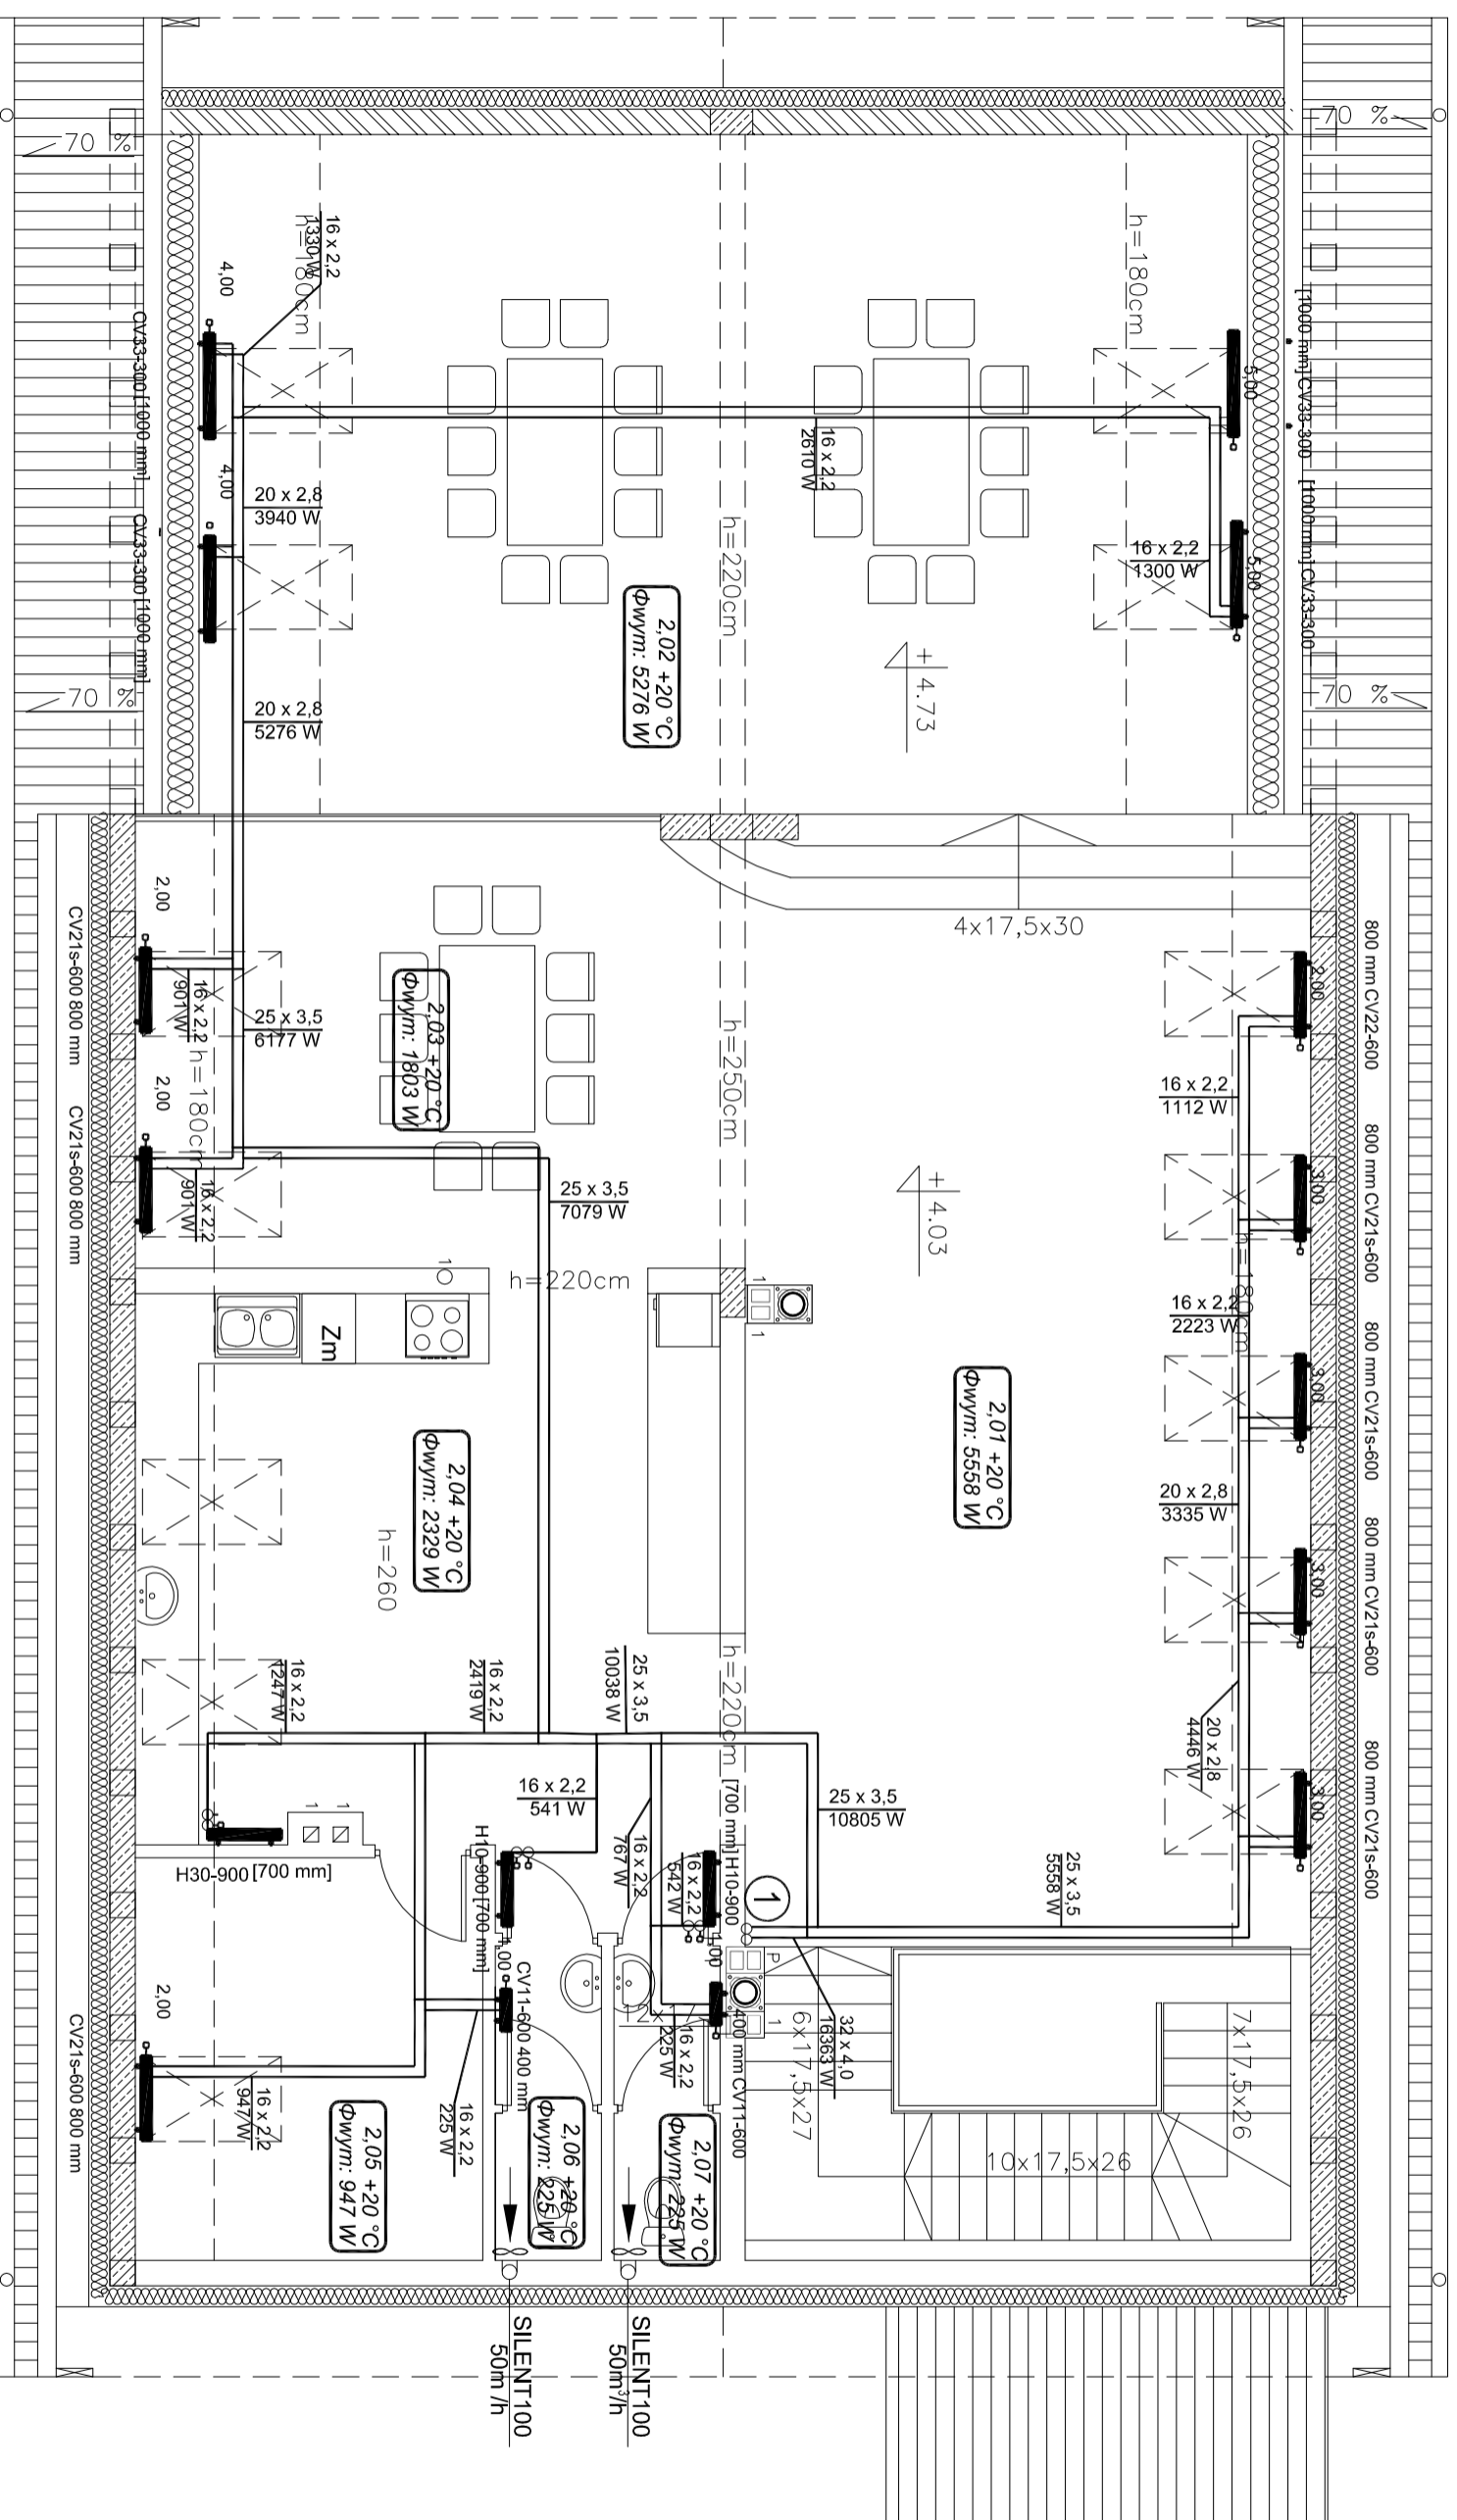 70 %
70 %
h=180cm
16 x 2,2
1330 W
h=180cm
4,00
CV33-300 [1000 mm]
[1000 mm] CV33-300
5,00
4,00
20 x 2,8
3940 W
16 x 2,2
2610 W
[1000 mm] CV33-300
h=220cm
CV33-300 [1000 mm]
16 x 2,2
1300 W
5,00
2,02 +20 °C
Φwym: 5276 W
+ 4.73
70 %
70 %
20 x 2,8
5276 W
2,00
CV21s-600 800 mm
4x17,5x30
800 mm CV22-600
2,00
16 x 2,2
901 W
25 x 3,5
6177 W
2,03 +20 °C
Φwym: 1803 W
h=250cm
2,00
h=180cm
CV21s-600 800 mm
16 x 2,2
1112 W
800 mm CV21s-600
3,00
16 x 2,2
901 W
25 x 3,5
7079 W
+ 4.03
1
h=220cm
1
1
h=180cm
16 x 2,2
2223 W
Zm
800 mm CV21s-600
3,00
2,01 +20 °C
Φwym: 5558 W
2,04 +20 °C
Φwym: 2329 W
20 x 2,8
3335 W
800 mm CV21s-600
3,00
h=260
16 x 2,2
1247 W
16 x 2,2
2419 W
25 x 3,5
10038 W
h=220cm
20 x 2,8
4446 W
800 mm CV21s-600
3,00
16 x 2,2
541 W
25 x 3,5
10805 W
1
1
H30-900 [700 mm]
H10-900 [700 mm]
16 x 2,2
767 W
16 x 2,2
542 W
[700 mm] H10-900
1
25 x 3,5
5558 W
1,00
1,00
P
1
2,00
CV21s-600 800 mm
CV11-600 400 mm
16 x 2,2
225 W
400 mm CV11-600
32 x 4,0
16363 W
6x17,5x27
7x17,5x26
10x17,5x26
16 x 2,2
947 W
16 x 2,2
225 W
2,05 +20 °C
Φwym: 947 W
2,06 +20 °C
Φwym: 225 W
2,07 +20 °C
Φwym: 225 W
SILENT100
50m /h
SILENT100
50m³/h